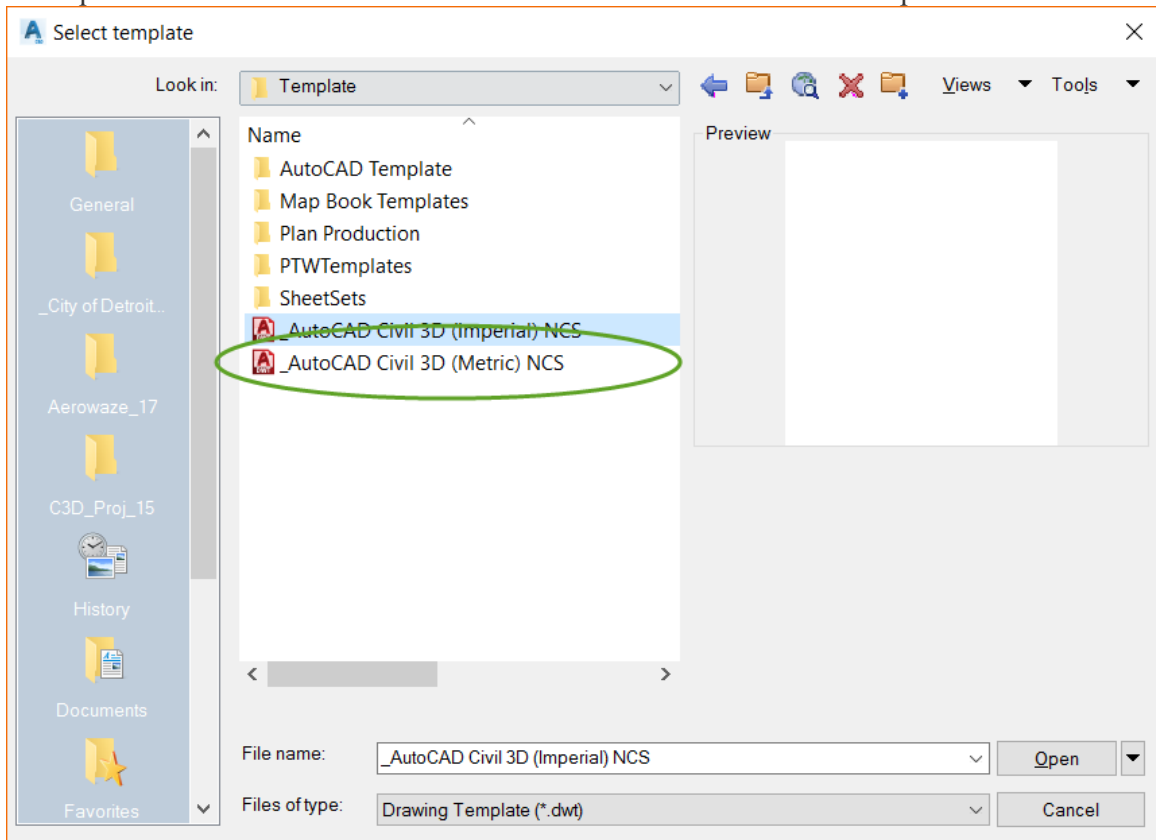 Select template
Look in: Template Views Tools
Name
AutoCAD Template
Map Book Templates
Plan Production
PTWTemplates
SheetSets
_AutoCAD Civil 3D (Imperial) NCS
_AutoCAD Civil 3D (Metric) NCS
Preview
General
_City of Detroit...
Aerowaze_17
C3D_Proj_15
History
Documents
Favorites
File name: _AutoCAD Civil 3D (Imperial) NCS Open
Files of type: Drawing Template (*.dwt) Cancel